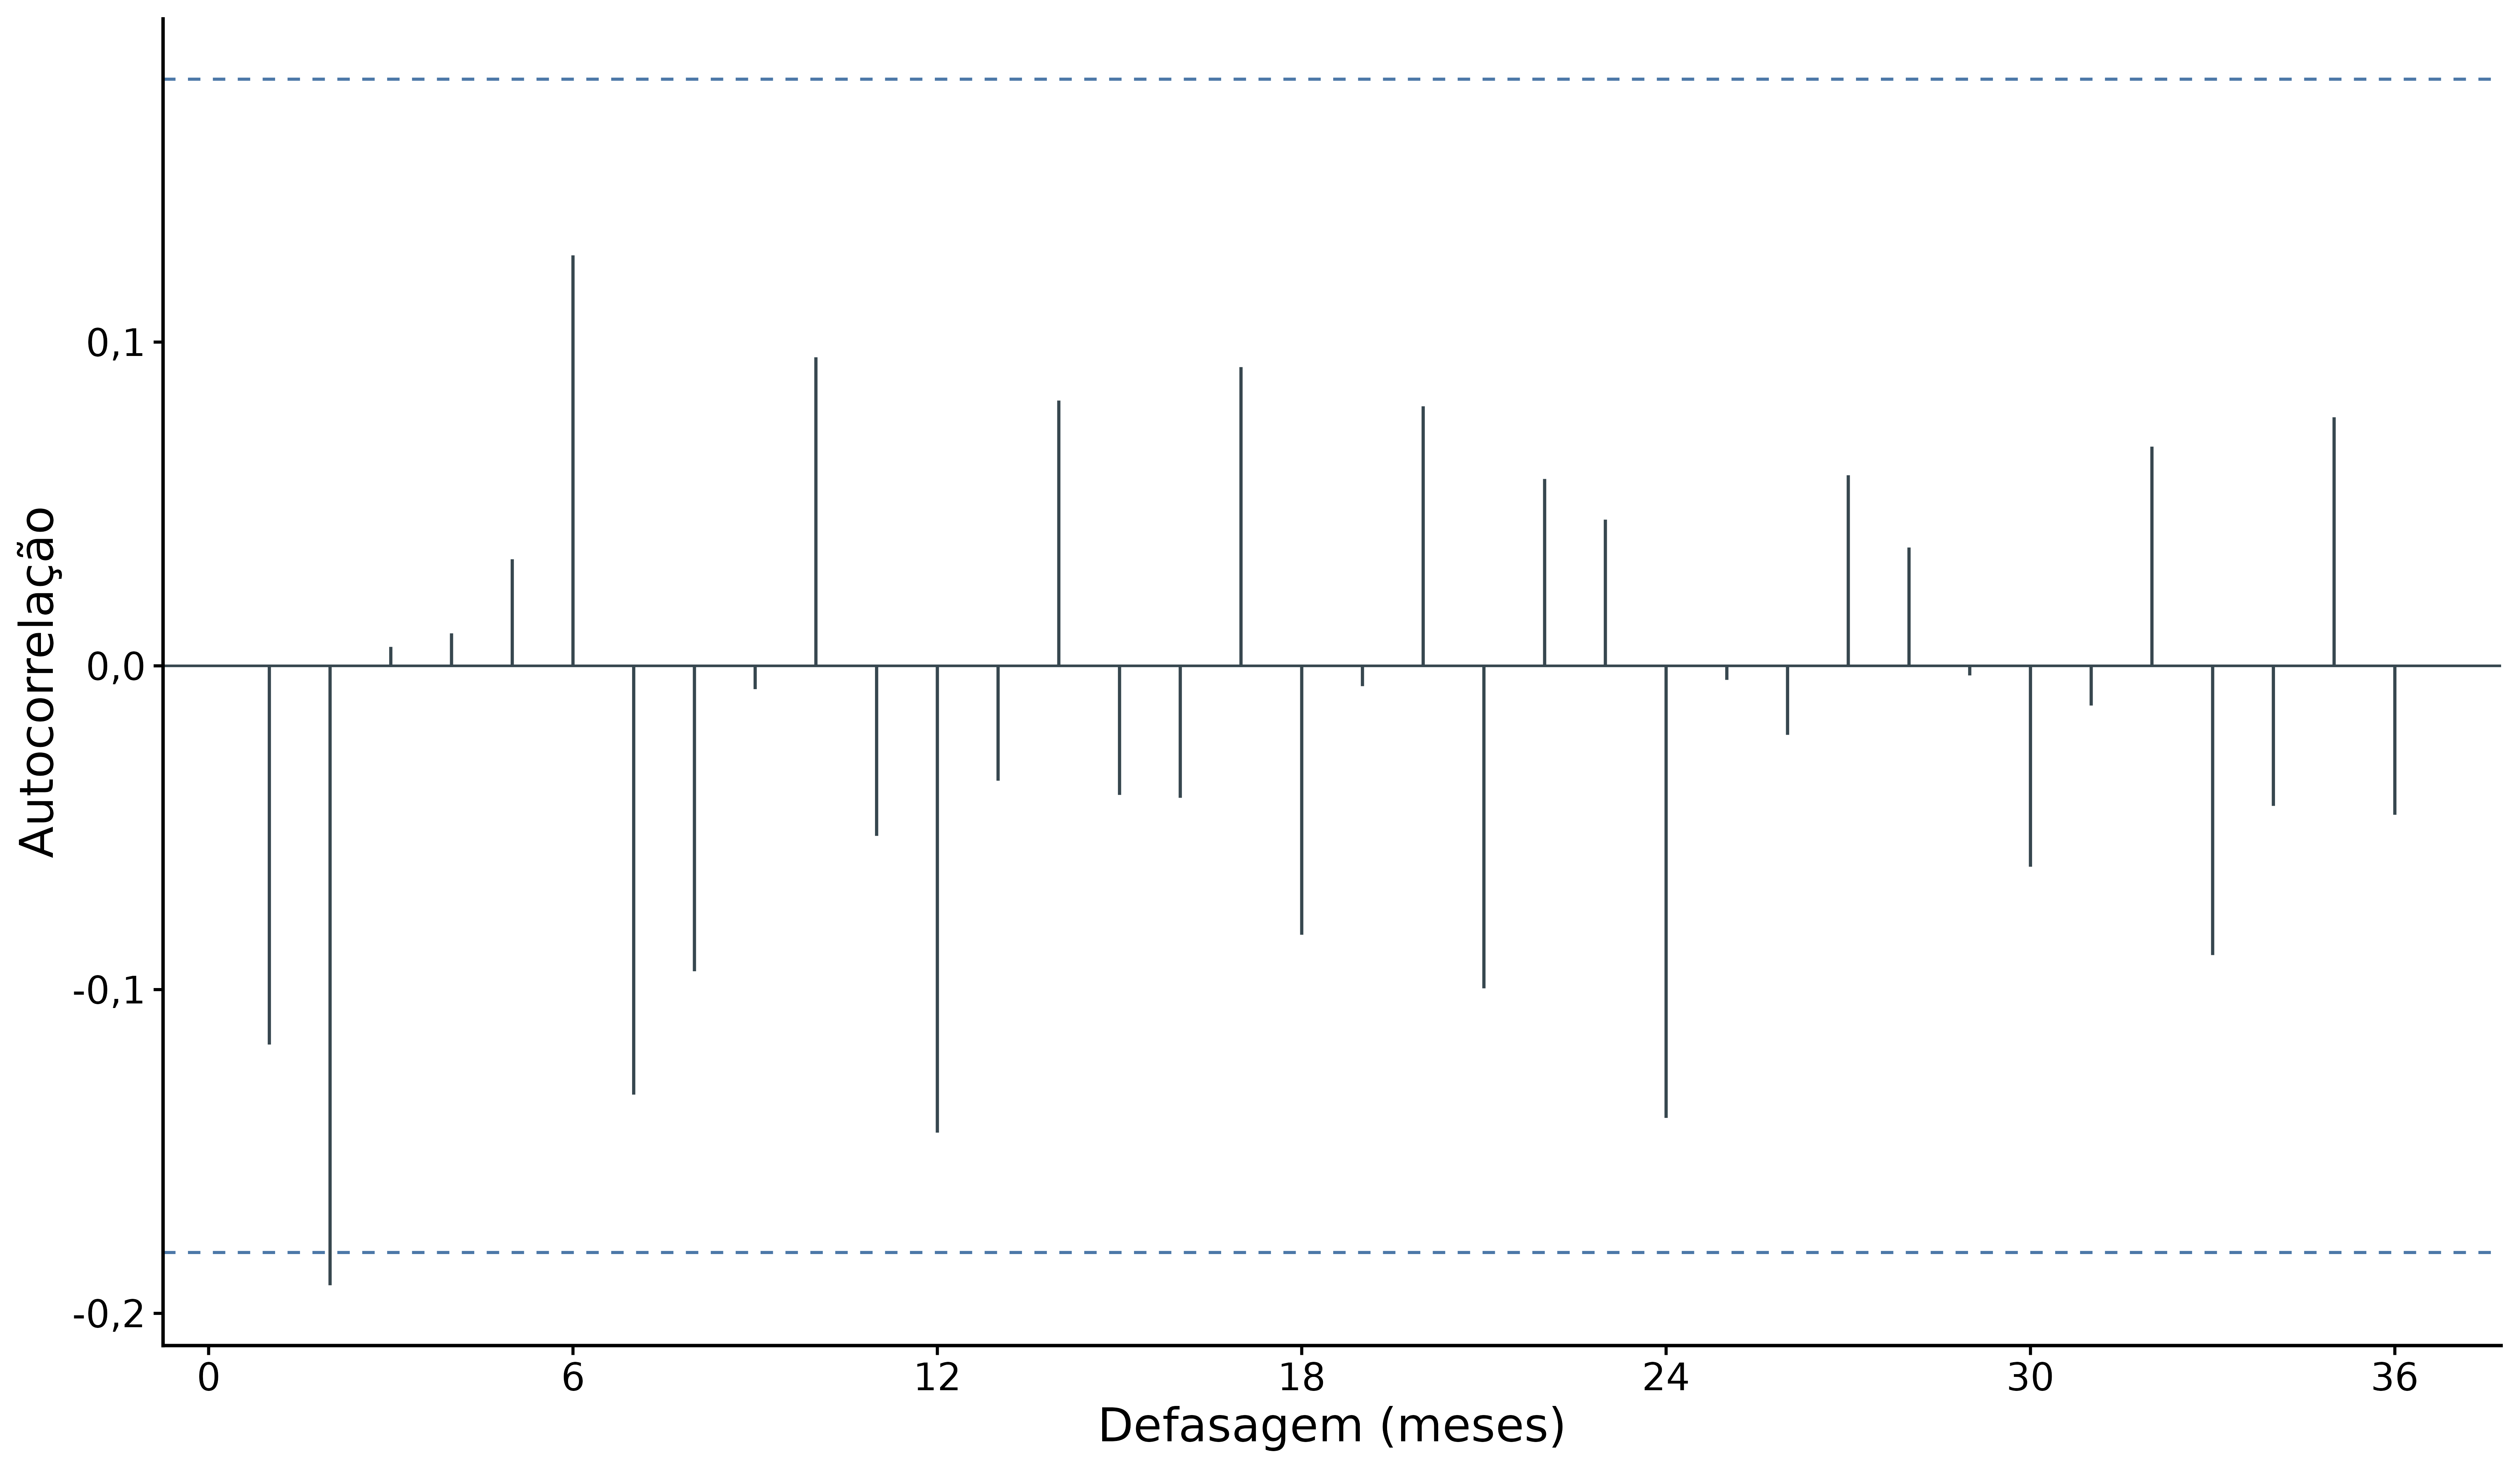 Autocorrelação
0,1
0,0
-0,1
-0,2
0 6 12 18 24 30 36
Defasagem (meses)